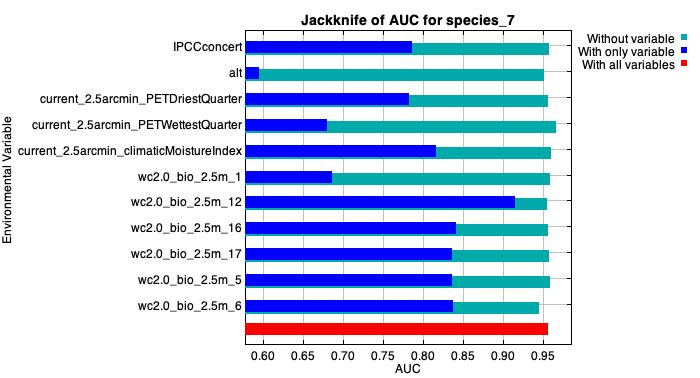 Jackknife of AUC for species_7
Without variable
With only variable
With all variables
Environmental Variable
IPCCconcert
alt
current_2.5arcmin_PETDriestQuarter
current_2.5arcmin_PETWettestQuarter
current_2.5arcmin_climaticMoistureIndex
wc2.0_bio_2.5m_1
wc2.0_bio_2.5m_12
wc2.0_bio_2.5m_16
wc2.0_bio_2.5m_17
wc2.0_bio_2.5m_5
wc2.0_bio_2.5m_6
0.60 0.65 0.70 0.75 0.80 0.85 0.90 0.95
AUC